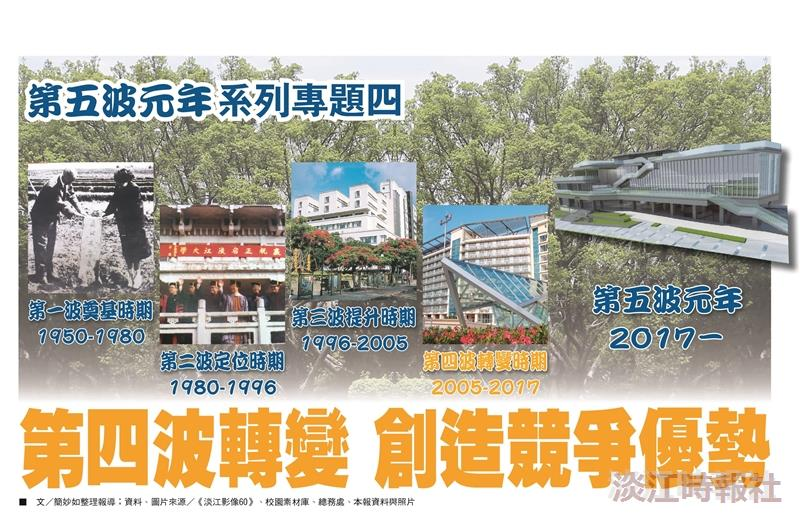 第五波元年系列專題四
淡江大學
第一波奠基時期
1950-1980
第二波定位時期
1980-1996
第三波提升時期
1996-2005
第四波轉變時期
2005-2017
第五波元年
2017－
第四波轉變 創造競爭優勢
淡江時報社
■ 文／簡妙如整理報導；資料、圖片來源／《淡江影像60》、校園素材庫、總務處、本報資料與照片